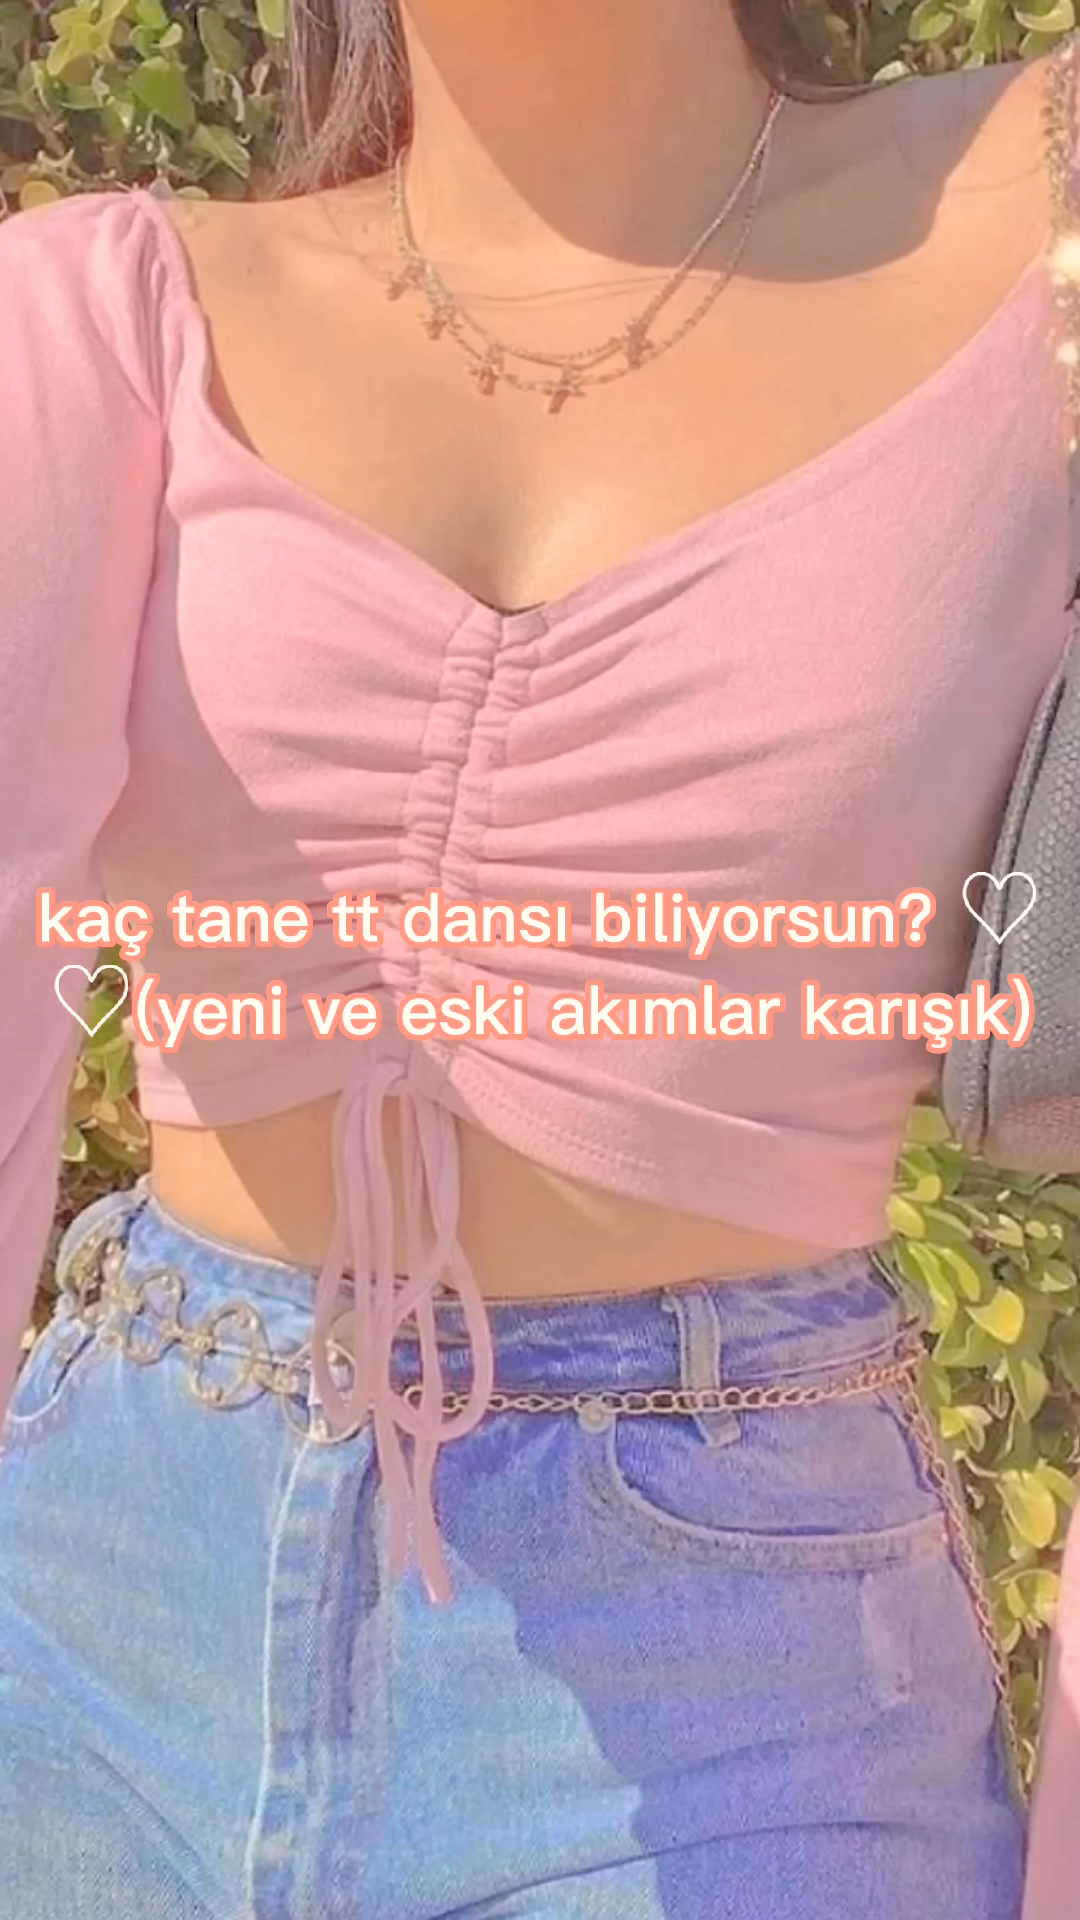 kaç tane tt dansı biliyorsun? ♡
♡(yeni ve eski akımlar karışık)